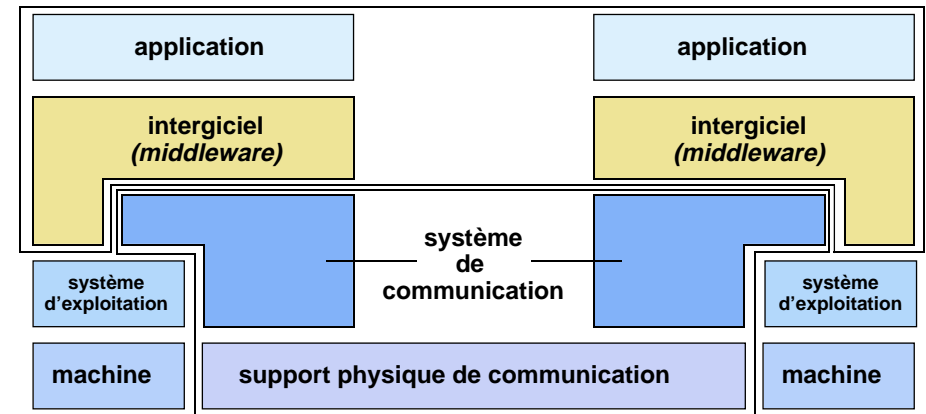 application
application
intergiciel
(middleware)
intergiciel
(middleware)
système
de
communication
système
d’exploitation
système
d’exploitation
machine
support physique de communication
machine